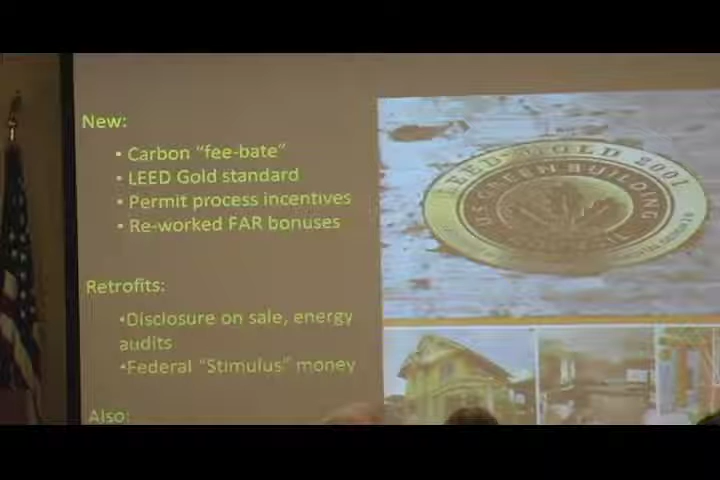 New:
• Carbon "fee-bate"
• LEED Gold standard
• Permit process incentives
• Re-worked FAR bonuses
Retrofits:
•Disclosure on sale, energy
audits
•Federal "Stimulus" money
Also:
LEED GOLD 2001
GREEN BUILDING